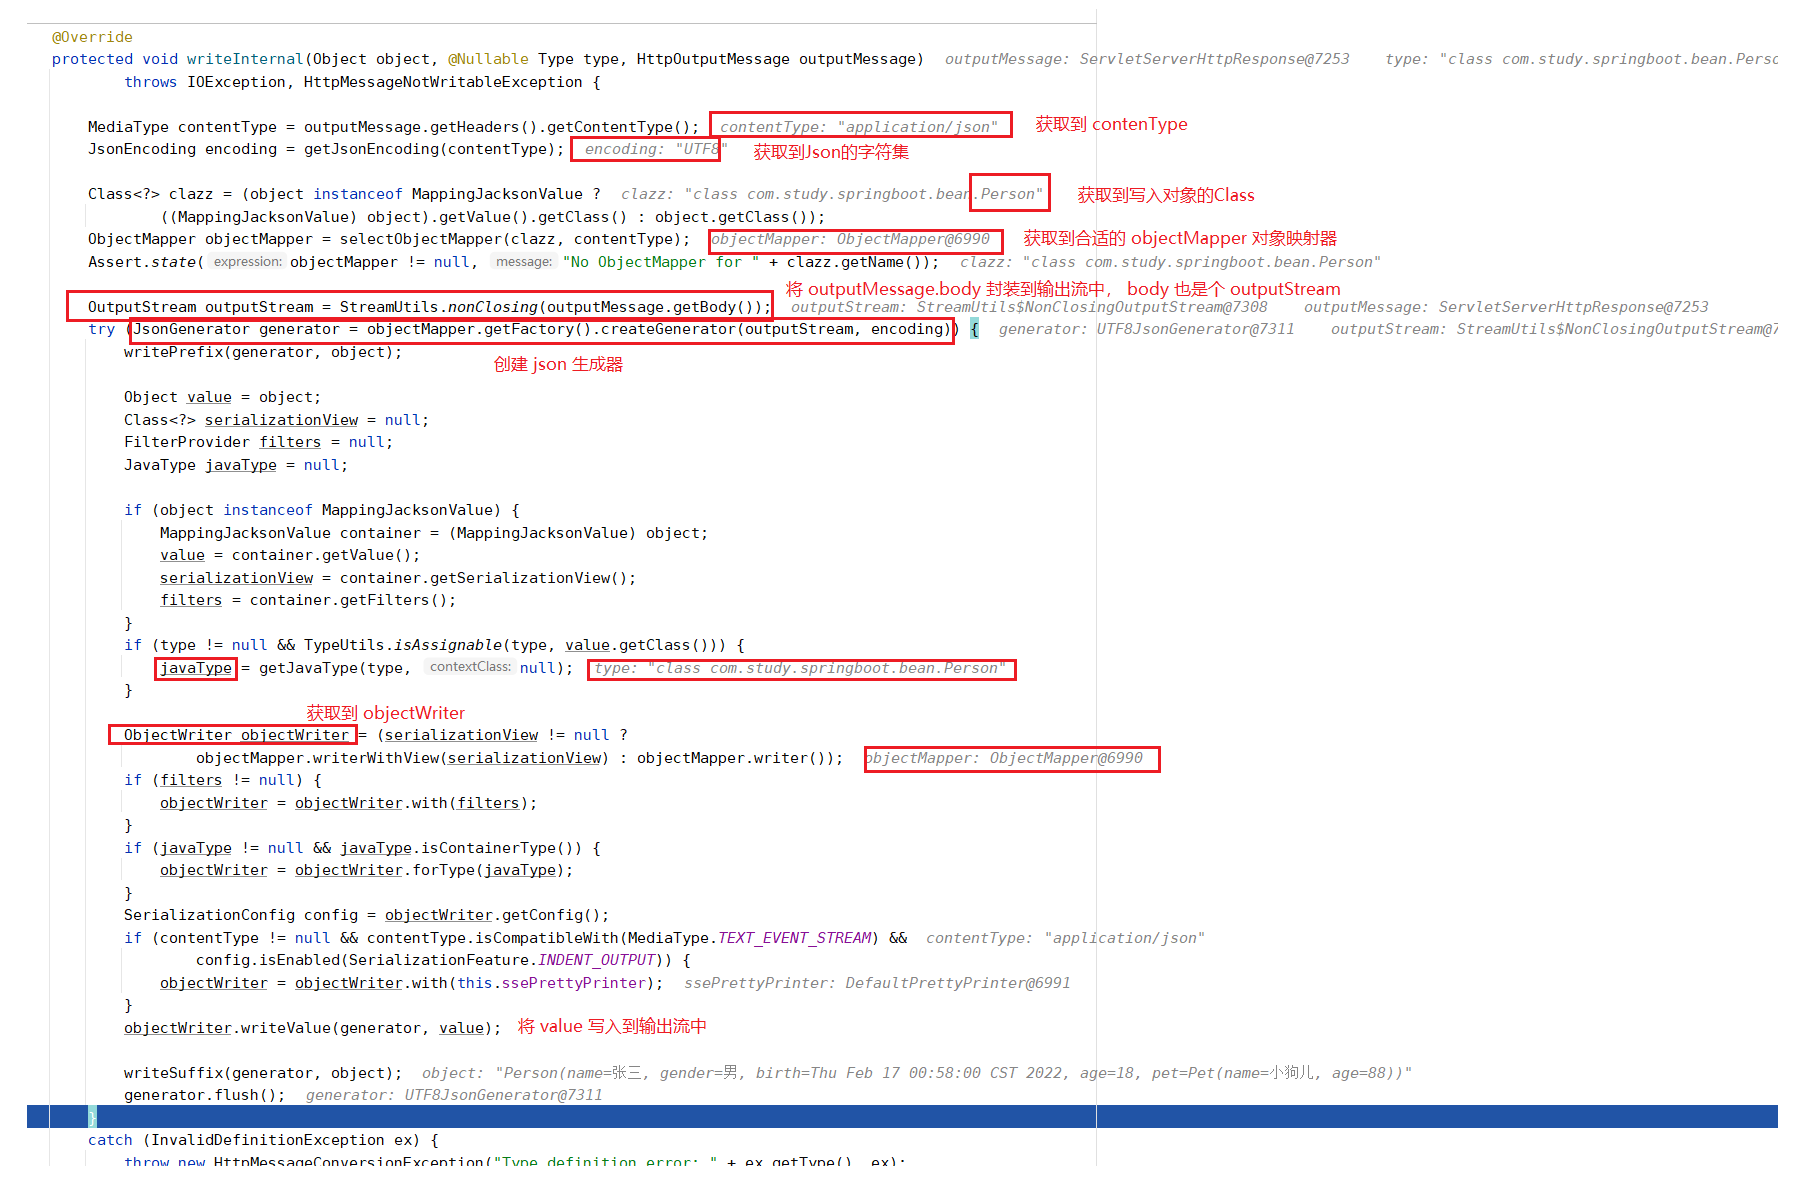 @Override
protected void writeInternal(Object object, @Nullable Type type, HttpOutputMessage outputMessage)  outputMessage: ServletServerHttpResponse@7253  type: "class com.study.springboot.bean.Perso
throws IOException, HttpMessageNotWritableException {
MediaType contentType = outputMessage.getHeaders().getContentType();  contentType: "application/json"  获取到 contenType
JsonEncoding encoding = getJsonEncoding(contentType);  encoding: "UTF8"  获取到Json的字符集
Class<?> clazz = (object instanceof MappingJacksonValue ?  clazz: "class com.study.springboot.bean.Person"  获取到写入对象的Class
((MappingJacksonValue) object).getValue().getClass() : object.getClass());
ObjectMapper objectMapper = selectObjectMapper(clazz, contentType);  objectMapper: ObjectMapper@6990  获取到合适的 objectMapper 对象映射器
Assert.state( expression: objectMapper != null,  message: "No ObjectMapper for " + clazz.getName());  clazz: "class com.study.springboot.bean.Person"
将 outputMessage.body 封装到输出流中， body 也是个 outputStream
OutputStream outputStream = StreamUtils.nonClosing(outputMessage.getBody());  outputStream: StreamUtils$NonClosingOutputStream@7308  outputMessage: ServletServerHttpResponse@7253
try (JsonGenerator generator = objectMapper.getFactory().createGenerator(outputStream, encoding)) {  generator: UTF8JsonGenerator@7311  outputStream: StreamUtils$NonClosingOutputStream@7
writePrefix(generator, object);
创建 json 生成器
Object value = object;
Class<?> serializationView = null;
FilterProvider filters = null;
JavaType javaType = null;
if (object instanceof MappingJacksonValue) {
MappingJacksonValue container = (MappingJacksonValue) object;
value = container.getValue();
serializationView = container.getSerializationView();
filters = container.getFilters();
}
if (type != null && TypeUtils.isAssignable(type, value.getClass())) {
javaType = getJavaType(type,  contextClass: null);  type: "class com.study.springboot.bean.Person"
}
获取到 objectWriter
ObjectWriter objectWriter = (serializationView != null ?
objectMapper.writerWithView(serializationView) : objectMapper.writer());  objectMapper: ObjectMapper@6990
if (filters != null) {
objectWriter = objectWriter.with(filters);
}
if (javaType != null && javaType.isContainerType()) {
objectWriter = objectWriter.forType(javaType);
}
SerializationConfig config = objectWriter.getConfig();
if (contentType != null && contentType.isCompatibleWith(MediaType.TEXT_EVENT_STREAM) &&  contentType: "application/json"
config.isEnabled(SerializationFeature.INDENT_OUTPUT)) {
objectWriter = objectWriter.with(this.ssePrettyPrinter);  ssePrettyPrinter: DefaultPrettyPrinter@6991
}
objectWriter.writeValue(generator, value);  将 value 写入到输出流中
writeSuffix(generator, object);  object: "Person(name=张三, gender=男, birth=Thu Feb 17 00:58:00 CST 2022, age=18, pet=Pet(name=小狗儿, age=88))"
generator.flush();  generator: UTF8JsonGenerator@7311
}
catch (InvalidDefinitionException ex) {
throw new HttpMessageConversionException("Type definition error: " + ex.getType(), ex);